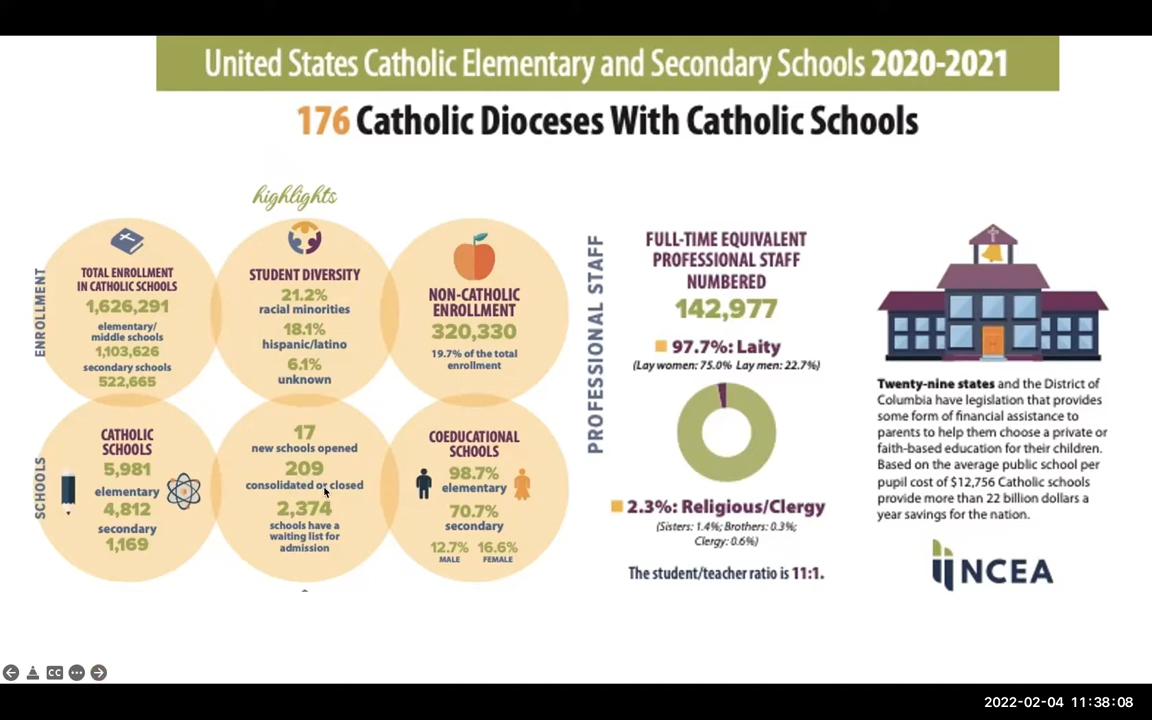 United States Catholic Elementary and Secondary Schools 2020-2021
176 Catholic Dioceses With Catholic Schools
highlights
ENROLLMENT
TOTAL ENROLLMENT
IN CATHOLIC SCHOOLS
1,626,291
elementary/
middle schools
1,103,626
secondary schools
522,665
STUDENT DIVERSITY
21.2%
racial minorities
18.1%
hispanic/latino
6.1%
unknown
NON-CATHOLIC
ENROLLMENT
320,330
19.7% of the total
enrollment
SCHOOLS
CATHOLIC
SCHOOLS
5,981
elementary
4,812
secondary
1,169
17
new schools opened
209
consolidated or closed
2,374
schools have a
waiting list for
admission
COEDUCATIONAL
SCHOOLS
98.7%
elementary
70.7%
secondary
12.7% 16.6%
MALE FEMALE
PROFESSIONAL STAFF
FULL-TIME EQUIVALENT
PROFESSIONAL STAFF
NUMBERED
142,977
97.7%: Laity
(Lay women: 75.0% Lay men: 22.7%)
2.3%: Religious/Clergy
(Sisters: 1.4%; Brothers: 0.3%;
Clergy: 0.6%)
The student/teacher ratio is 11:1.
Twenty-nine states and the District of
Columbia have legislation that provides
some form of financial assistance to
parents to help them choose a private or
faith-based education for their children.
Based on the average public school per
pupil cost of $12,756 Catholic schools
provide more than 22 billion dollars a
year savings for the nation.
NCEA
CC
2022-02-04 11:38:08